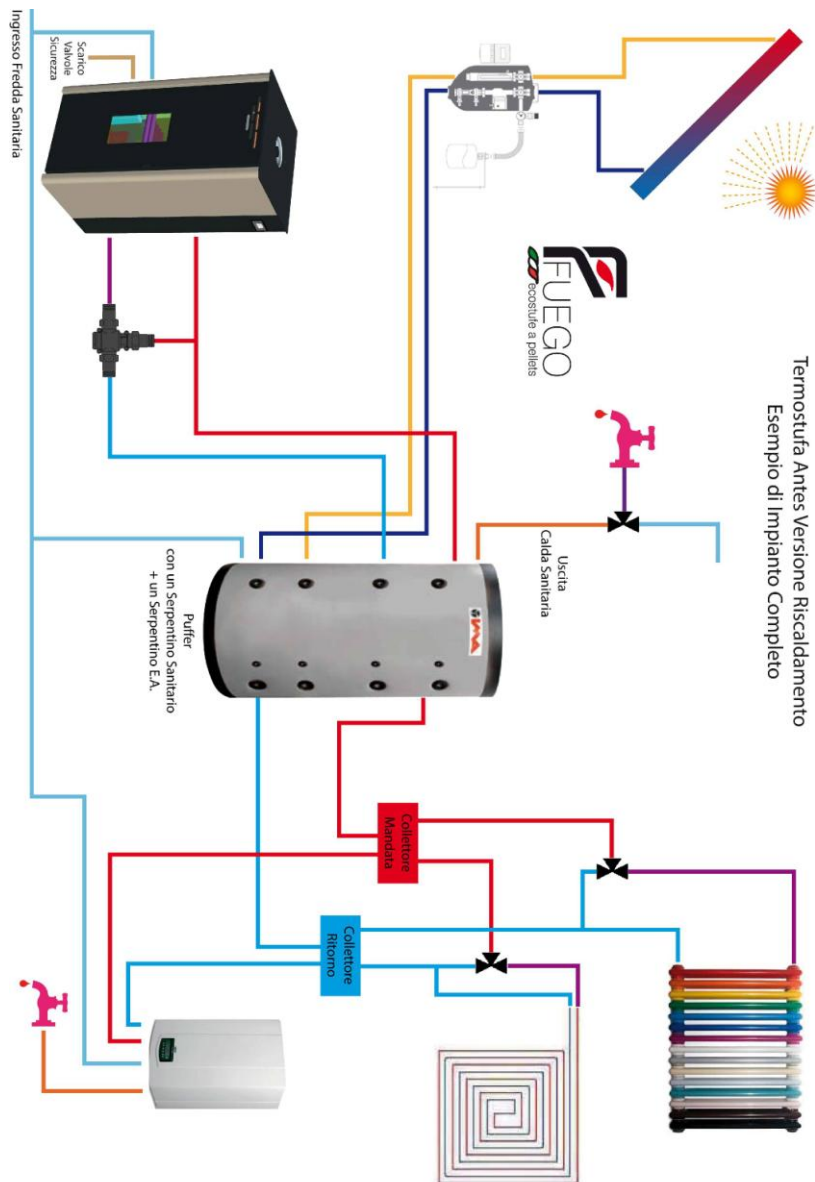 Termostufa Antes Versione Riscaldamento
Esempio di Impianto Completo
FUEGO
ecostufe a pellets
Uscita
Calda Sanitaria
Scarico
Valvole
Sicurezza
Ingresso Fredda Sanitaria
Puffer
con un Serpentino Sanitario
+ un Serpentino E.A.
Collettore
Mandata
Collettore
Ritorno